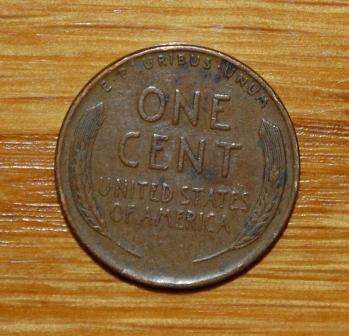 E·PLURIBUS·UNUM
ONE
CENT
UNITED STATES
OF AMERICA